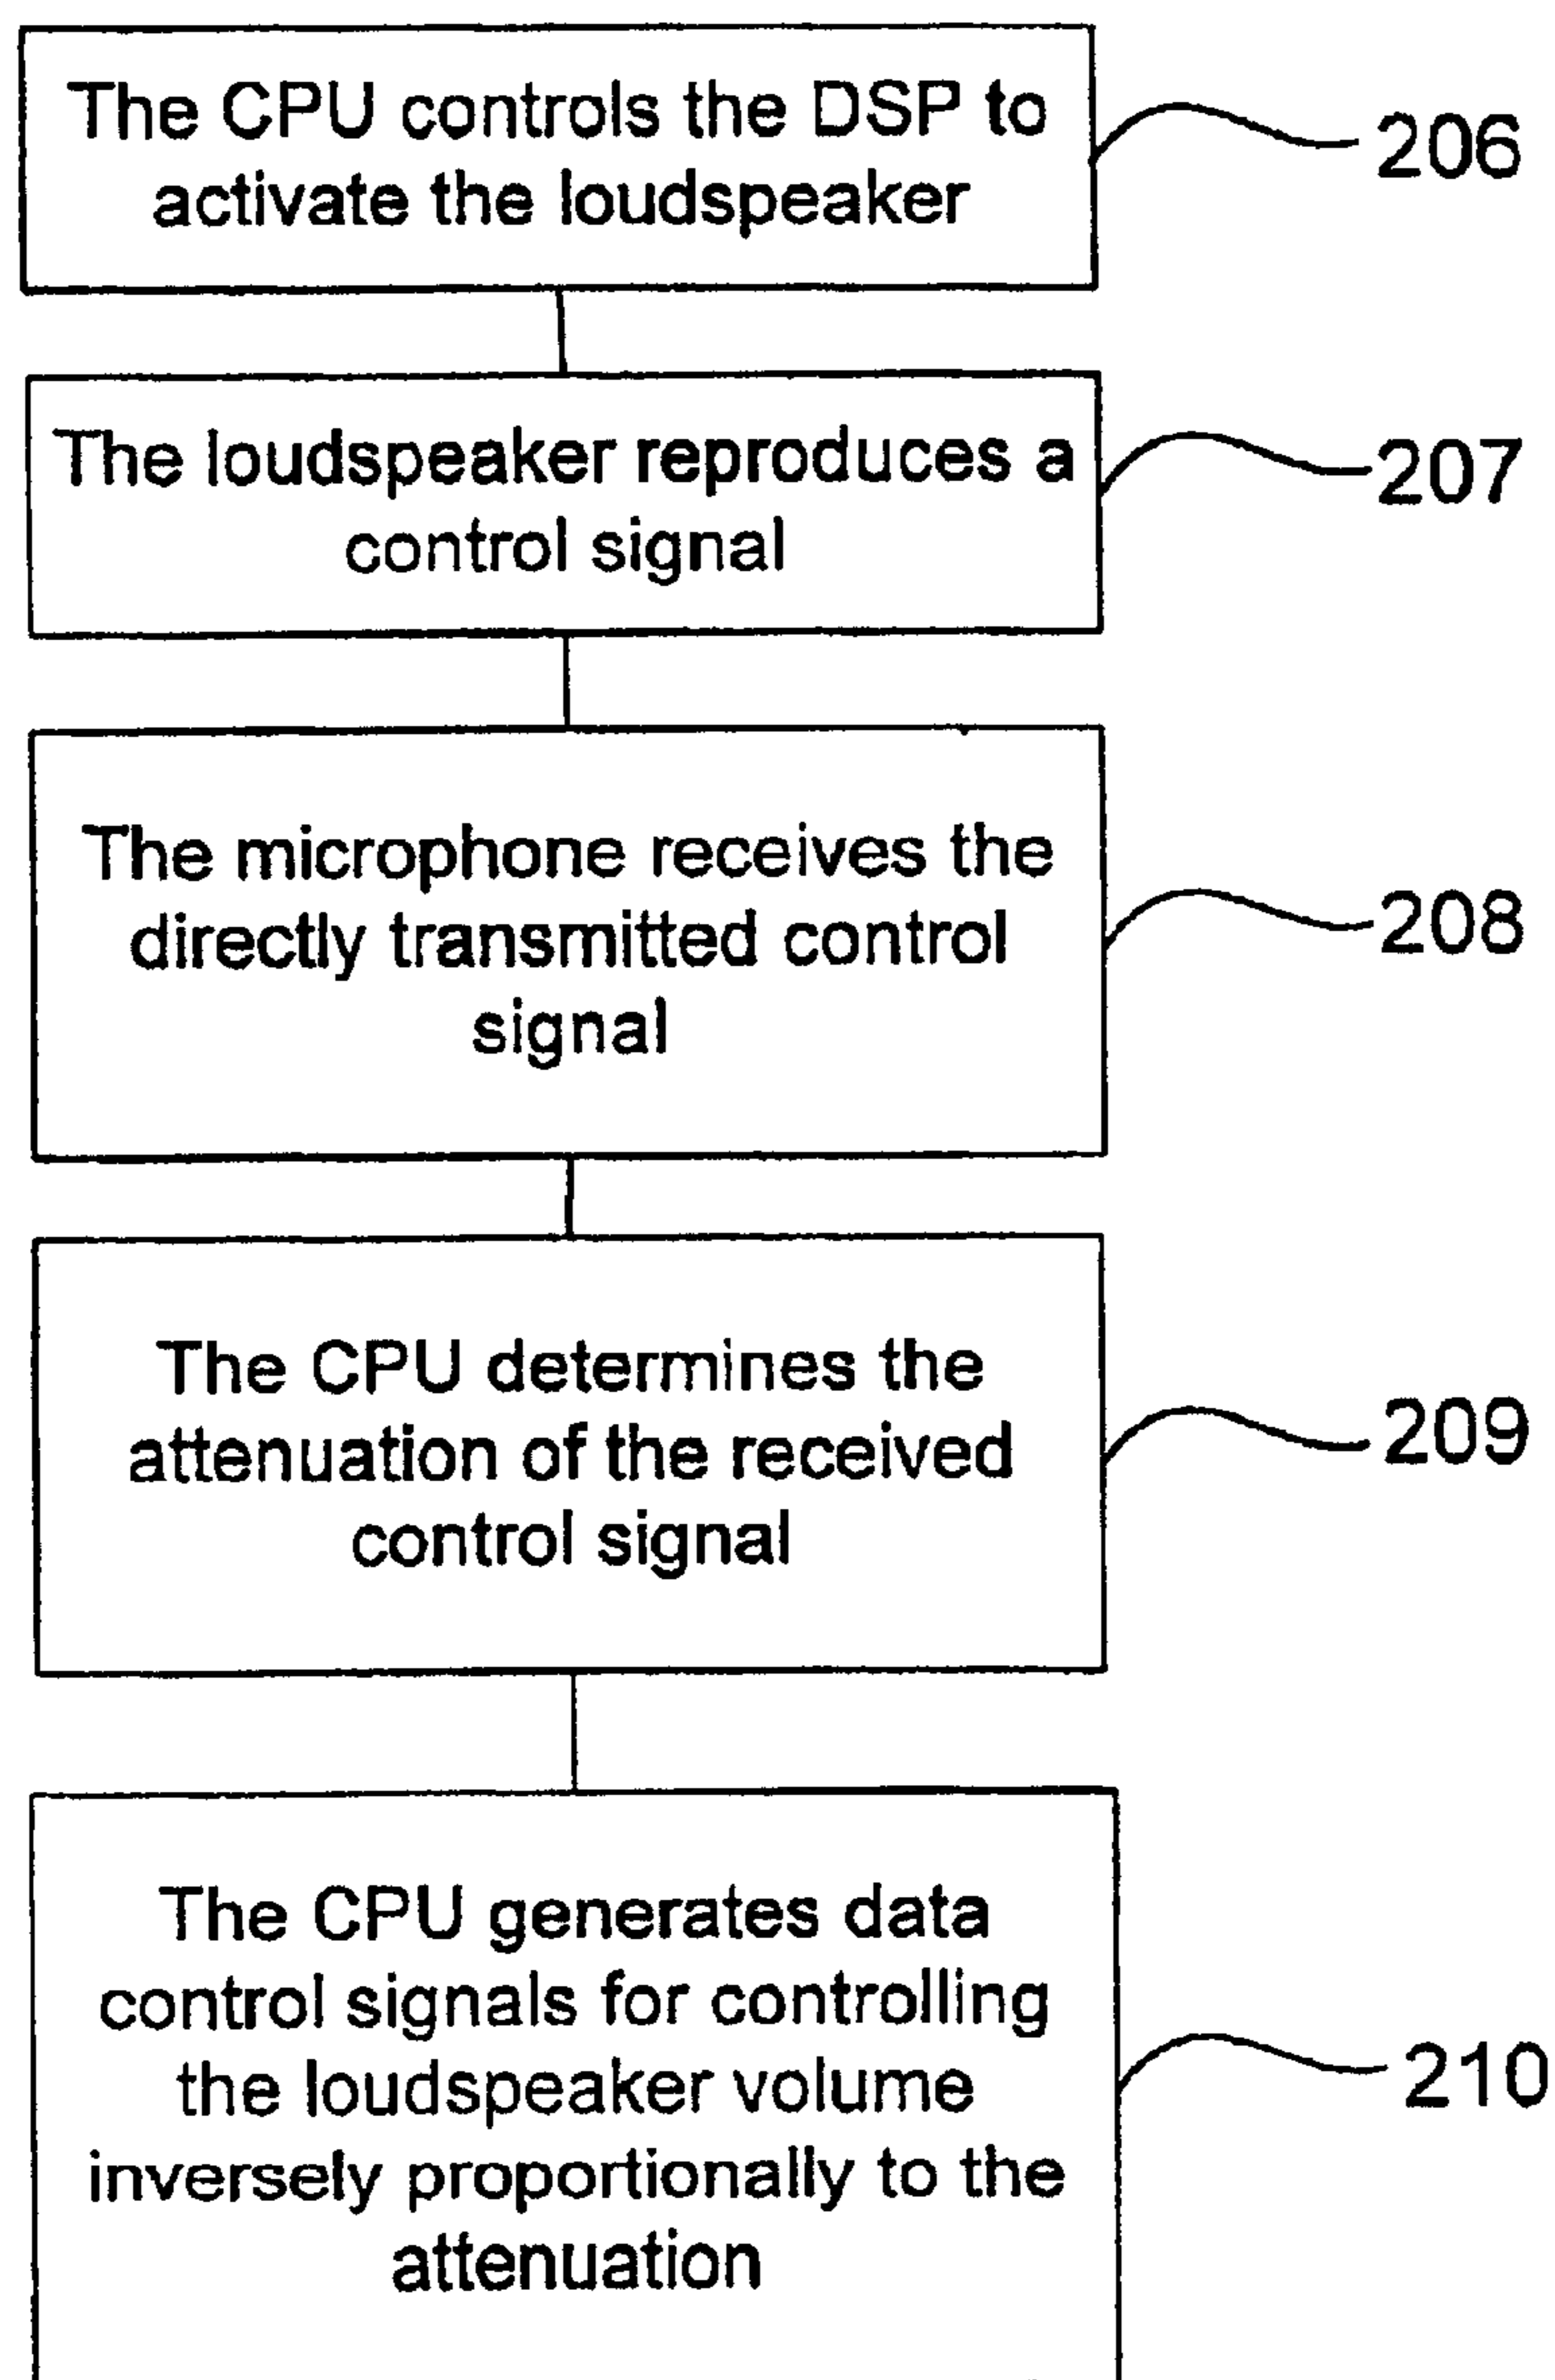 The CPU controls the DSP to
activate the loudspeaker
206
The loudspeaker reproduces a
control signal
207
The microphone receives the
directly transmitted control
signal
208
The CPU determines the
attenuation of the received
control signal
209
The CPU generates data
control signals for controlling
the loudspeaker volume
inversely proportionally to the
attenuation
210